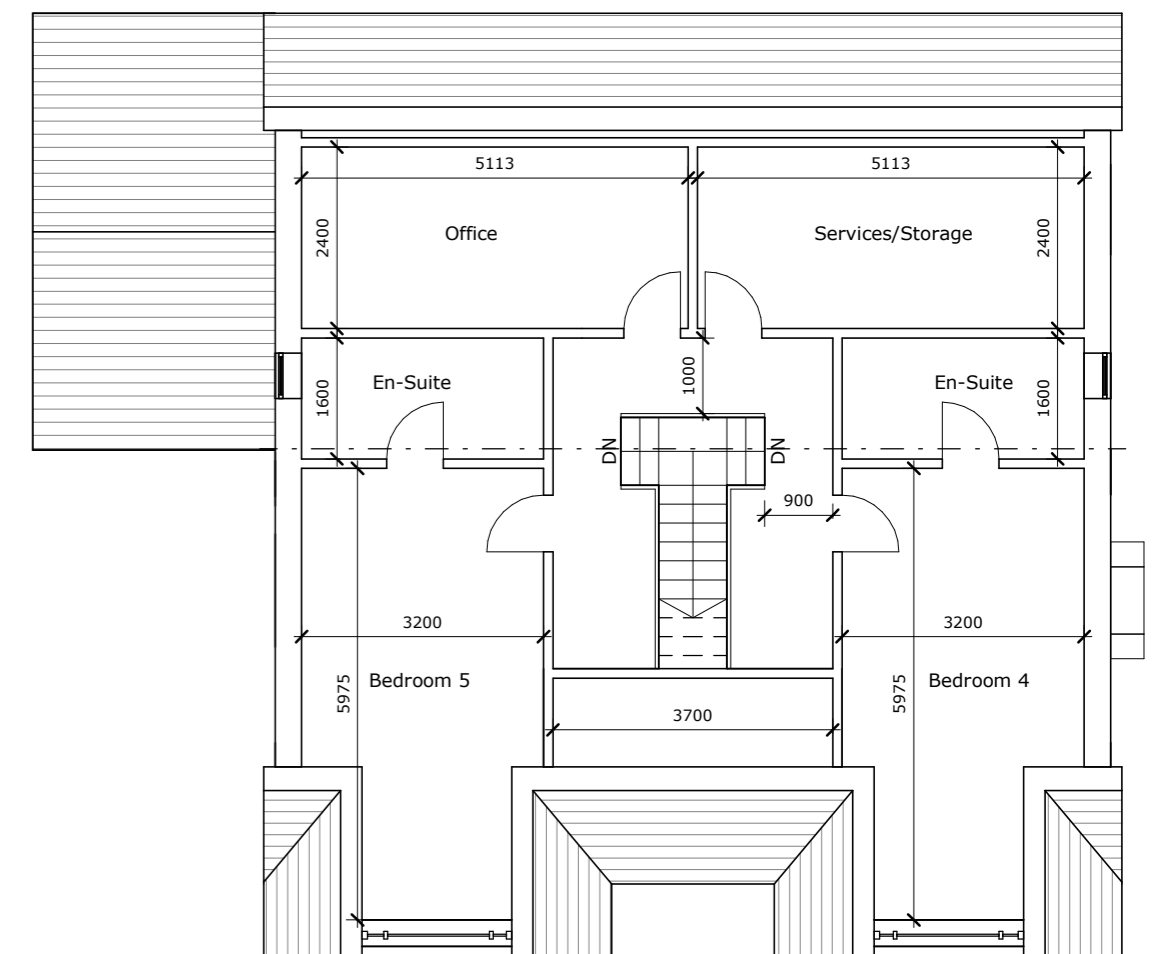 5113
5113
2400
Office
Services/Storage
2400
1600
En-Suite
1000
En-Suite
1600
DN
DN
900
3200
3200
5975
Bedroom 5
5975
Bedroom 4
3700